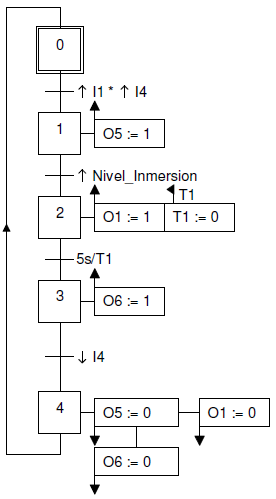 0
↑ I1 * ↑ I4
1
O5 := 1
↑ Nivel_Inmersion
T1
2
O1 := 1
T1 := 0
5s/T1
3
O6 := 1
↓ I4
4
O5 := 0
O1 := 0
O6 := 0